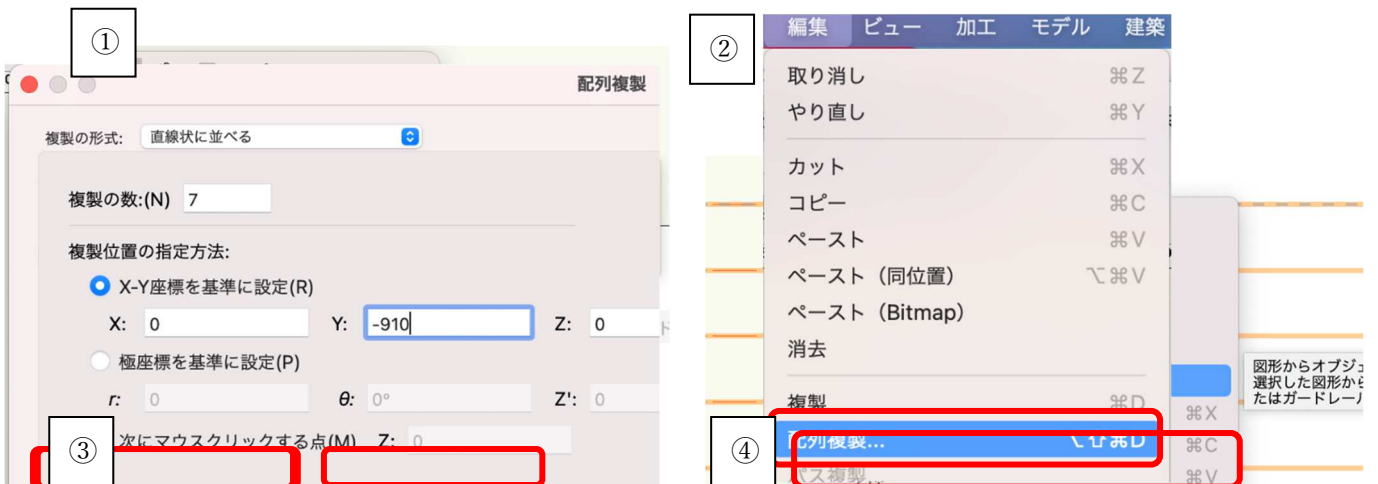 ①
配列複製
複製の形式: 直線状に並べる
複製の数:(N) 7
複製位置の指定方法:
X-Y座標を基準に設定(R)
X: 0 Y: -910 Z: 0
極座標を基準に設定(P)
r: 0 θ: 0° Z': 0
次にマウスクリックする点(M) Z: 0
③
②
編集 ビュー 加工 モデル 建築
取り消し ⌘Z
やり直し ⌘Y
カット ⌘X
コピー ⌘C
ペースト ⌘V
ペースト（同位置） ⌥⌘V
ペースト（Bitmap）
消去
複製 ⌘D
配列複製... ⌥⇧⌘D
パス複製
④
⌘X
⌘C
⌘V
図形からオブジェ
選択した図形から
たはガードレール